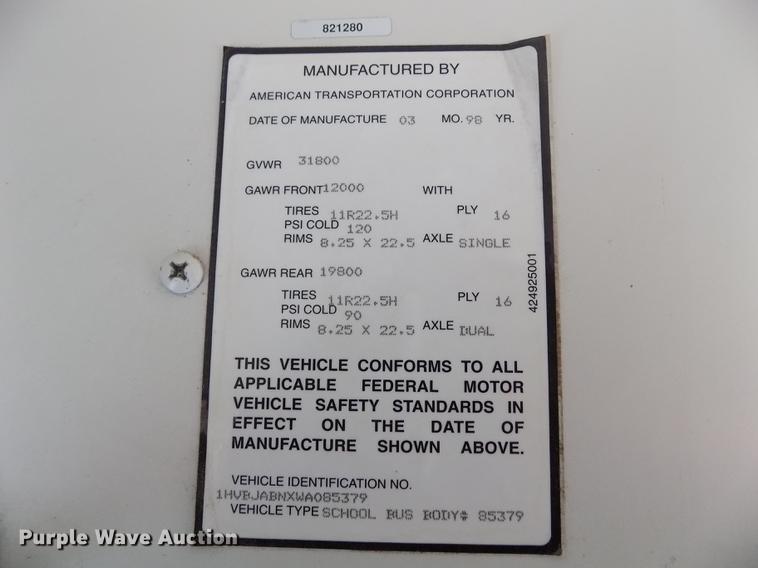 821280
MANUFACTURED BY
AMERICAN TRANSPORTATION CORPORATION
DATE OF MANUFACTURE 03 MO. 98 YR.
GVWR 31800
GAWR FRONT 12000 WITH
TIRES 11R22.5H PLY 16
PSI COLD 120
RIMS 8.25 X 22.5 AXLE SINGLE
GAWR REAR 19800
TIRES 11R22.5H PLY 16
PSI COLD 90
RIMS 8.25 X 22.5 AXLE DUAL
424925001
THIS VEHICLE CONFORMS TO ALL
APPLICABLE FEDERAL MOTOR
VEHICLE SAFETY STANDARDS IN
EFFECT ON THE DATE OF
MANUFACTURE SHOWN ABOVE.
VEHICLE IDENTIFICATION NO.
1HVBJABNXWA085379
VEHICLE TYPE SCHOOL BUS BODY# 85379
Purple Wave Auction